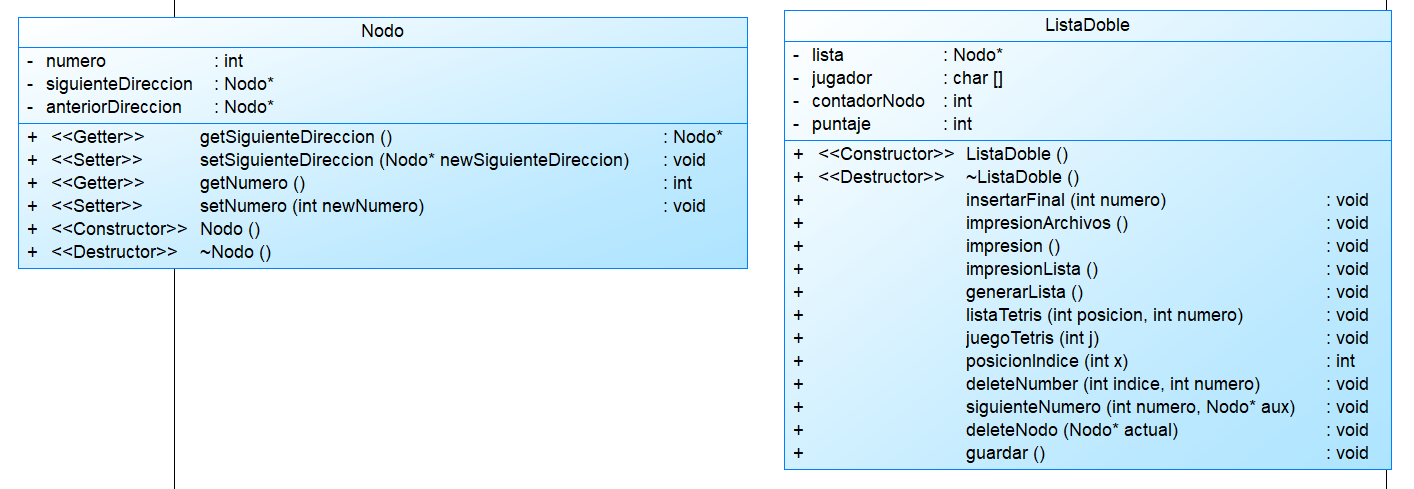 Nodo
- numero : int
- siguienteDireccion : Nodo*
- anteriorDireccion : Nodo*
+ <<Getter>> getSiguienteDireccion () : Nodo*
+ <<Setter>> setSiguienteDireccion (Nodo* newSiguienteDireccion) : void
+ <<Getter>> getNumero () : int
+ <<Setter>> setNumero (int newNumero) : void
+ <<Constructor>> Nodo ()
+ <<Destructor>> ~Nodo ()
ListaDoble
- lista : Nodo*
- jugador : char []
- contadorNodo : int
- puntaje : int
+ <<Constructor>> ListaDoble ()
+ <<Destructor>> ~ListaDoble ()
+ insertarFinal (int numero) : void
+ impresionArchivos () : void
+ impresion () : void
+ impresionLista () : void
+ generarLista () : void
+ listaTetris (int posicion, int numero) : void
+ juegoTetris (int j) : void
+ posicionIndice (int x) : int
+ deleteNumber (int indice, int numero) : void
+ siguienteNumero (int numero, Nodo* aux) : void
+ deleteNodo (Nodo* actual) : void
+ guardar () : void